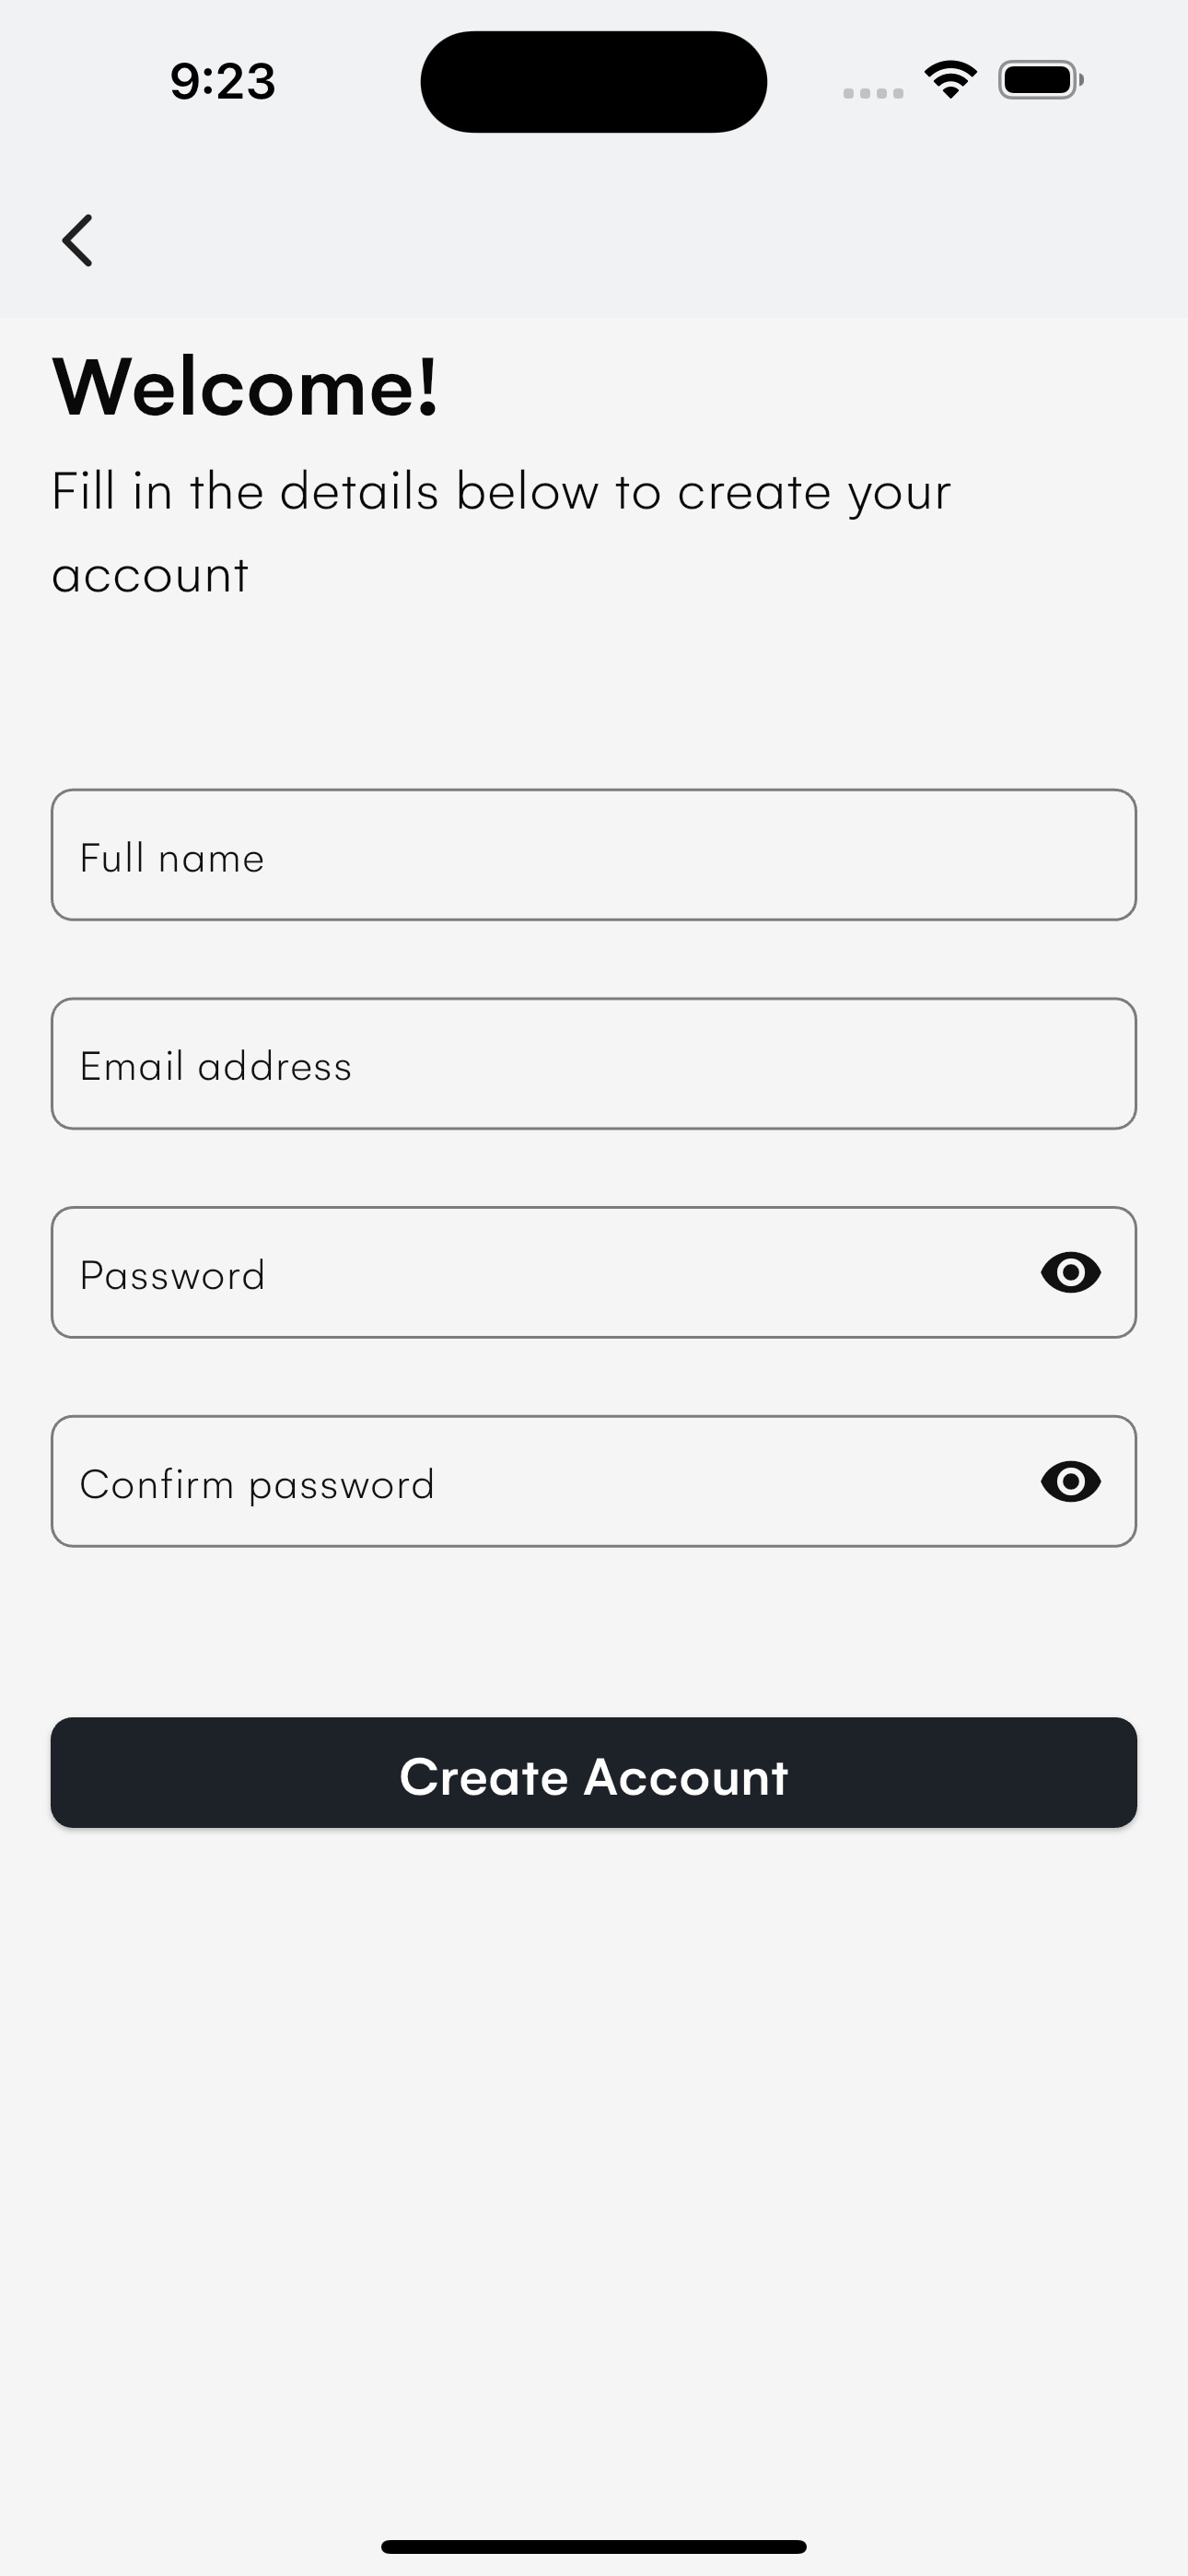 9:23
Welcome!
Fill in the details below to create your
account
Full name
Email address
Password
Confirm password
Create Account